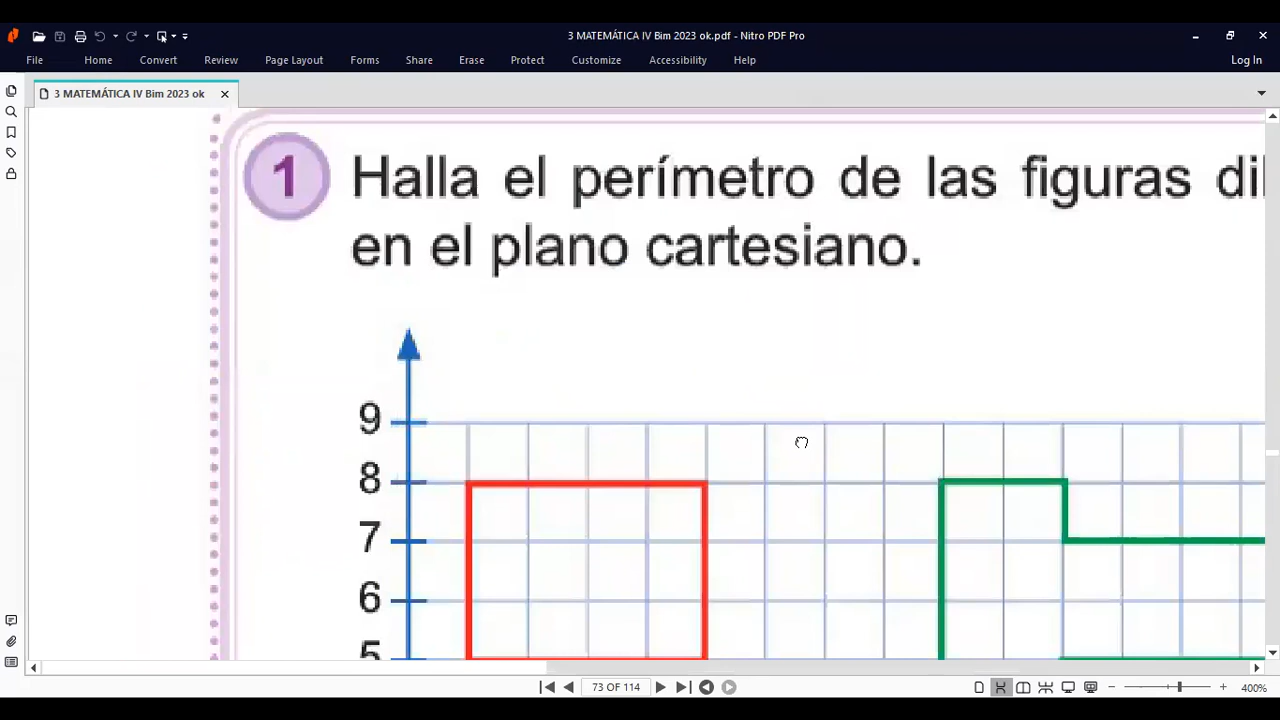 3 MATEMÁTICA IV Bim 2023 ok.pdf - Nitro PDF Pro
File Home Convert Review Page Layout Forms Share Erase Protect Customize Accessibility Help Log In
3 MATEMÁTICA IV Bim 2023 ok
1 Halla el perímetro de las figuras
en el plano cartesiano.
9
8
7
6
5
73 OF 114
400%